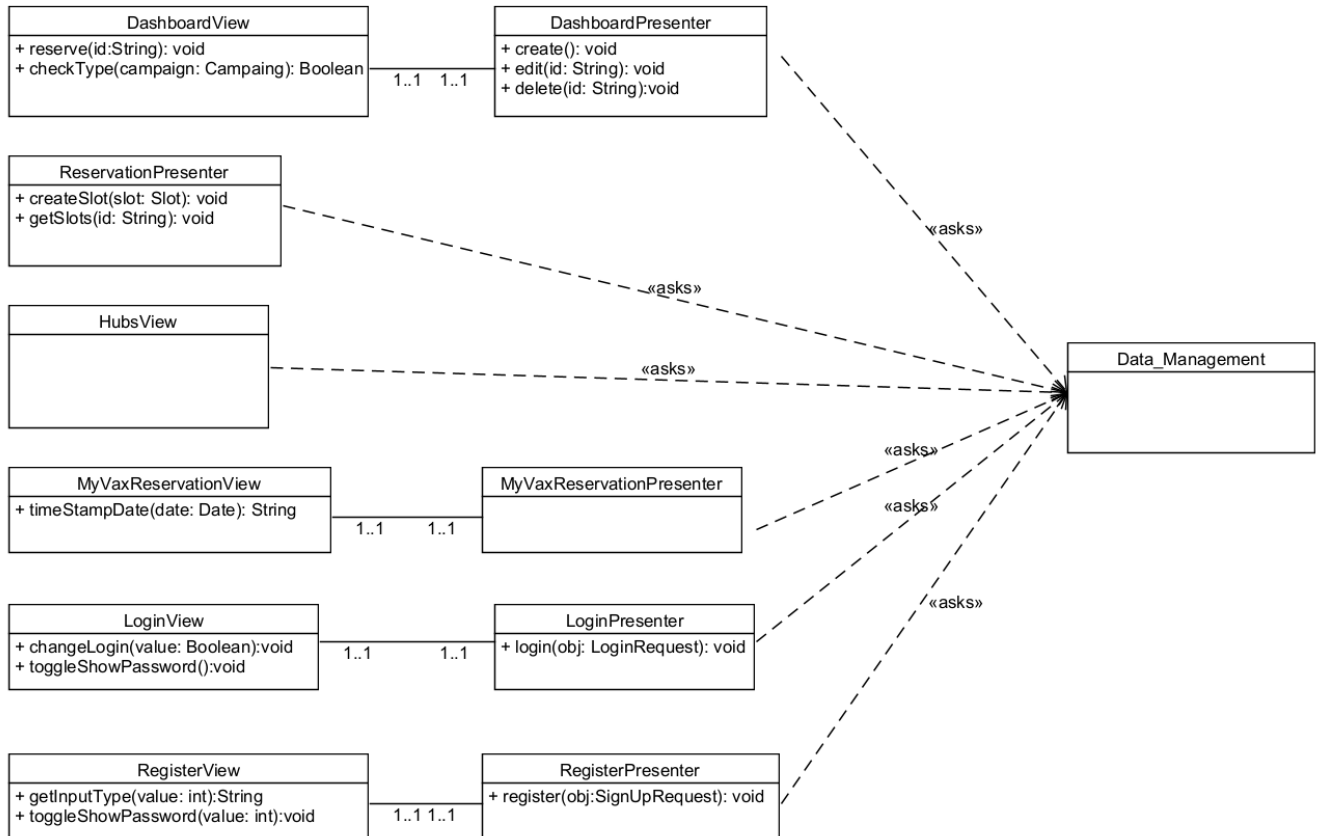 DashboardView
+ reserve(id:String): void
+ checkType(campaign: Campaing): Boolean
1..1 1..1
DashboardPresenter
+ create(): void
+ edit(id: String): void
+ delete(id: String):void
ReservationPresenter
+ createSlot(slot: Slot): void
+ getSlots(id: String): void
«asks»
«asks»
HubsView
«asks»
Data_Management
MyVaxReservationView
+ timeStampDate(date: Date): String
1..1 1..1
MyVaxReservationPresenter
«asks»
«asks»
LoginView
+ changeLogin(value: Boolean):void
+ toggleShowPassword():void
1..1 1..1
LoginPresenter
+ login(obj: LoginRequest): void
«asks»
RegisterView
+ getInputType(value: int):String
+ toggleShowPassword(value: int):void
1..1 1..1
RegisterPresenter
+ register(obj:SignUpRequest): void